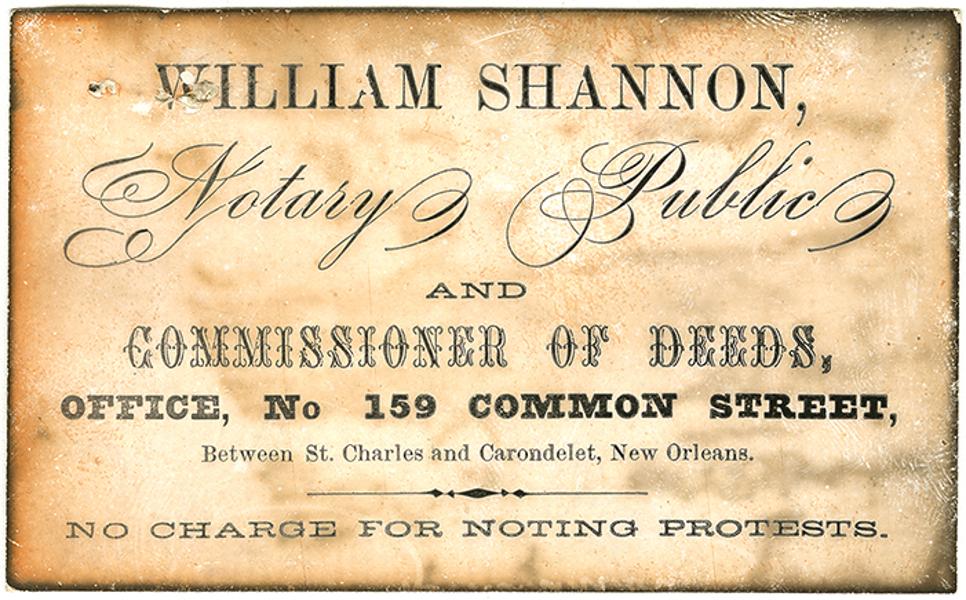 WILLIAM SHANNON,
Notary Public
AND
COMMISSIONER OF DEEDS,
OFFICE, No 159 COMMON STREET,
Between St. Charles and Carondelet, New Orleans.
NO CHARGE FOR NOTING PROTESTS.